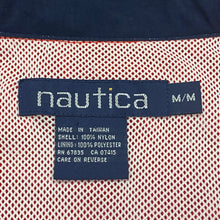 nautica
M/M
MADE IN TAIWAN
SHELL: 100% NYLON
LINING: 100% POLYESTER
RN 67835 CA 07415
CARE ON REVERSE